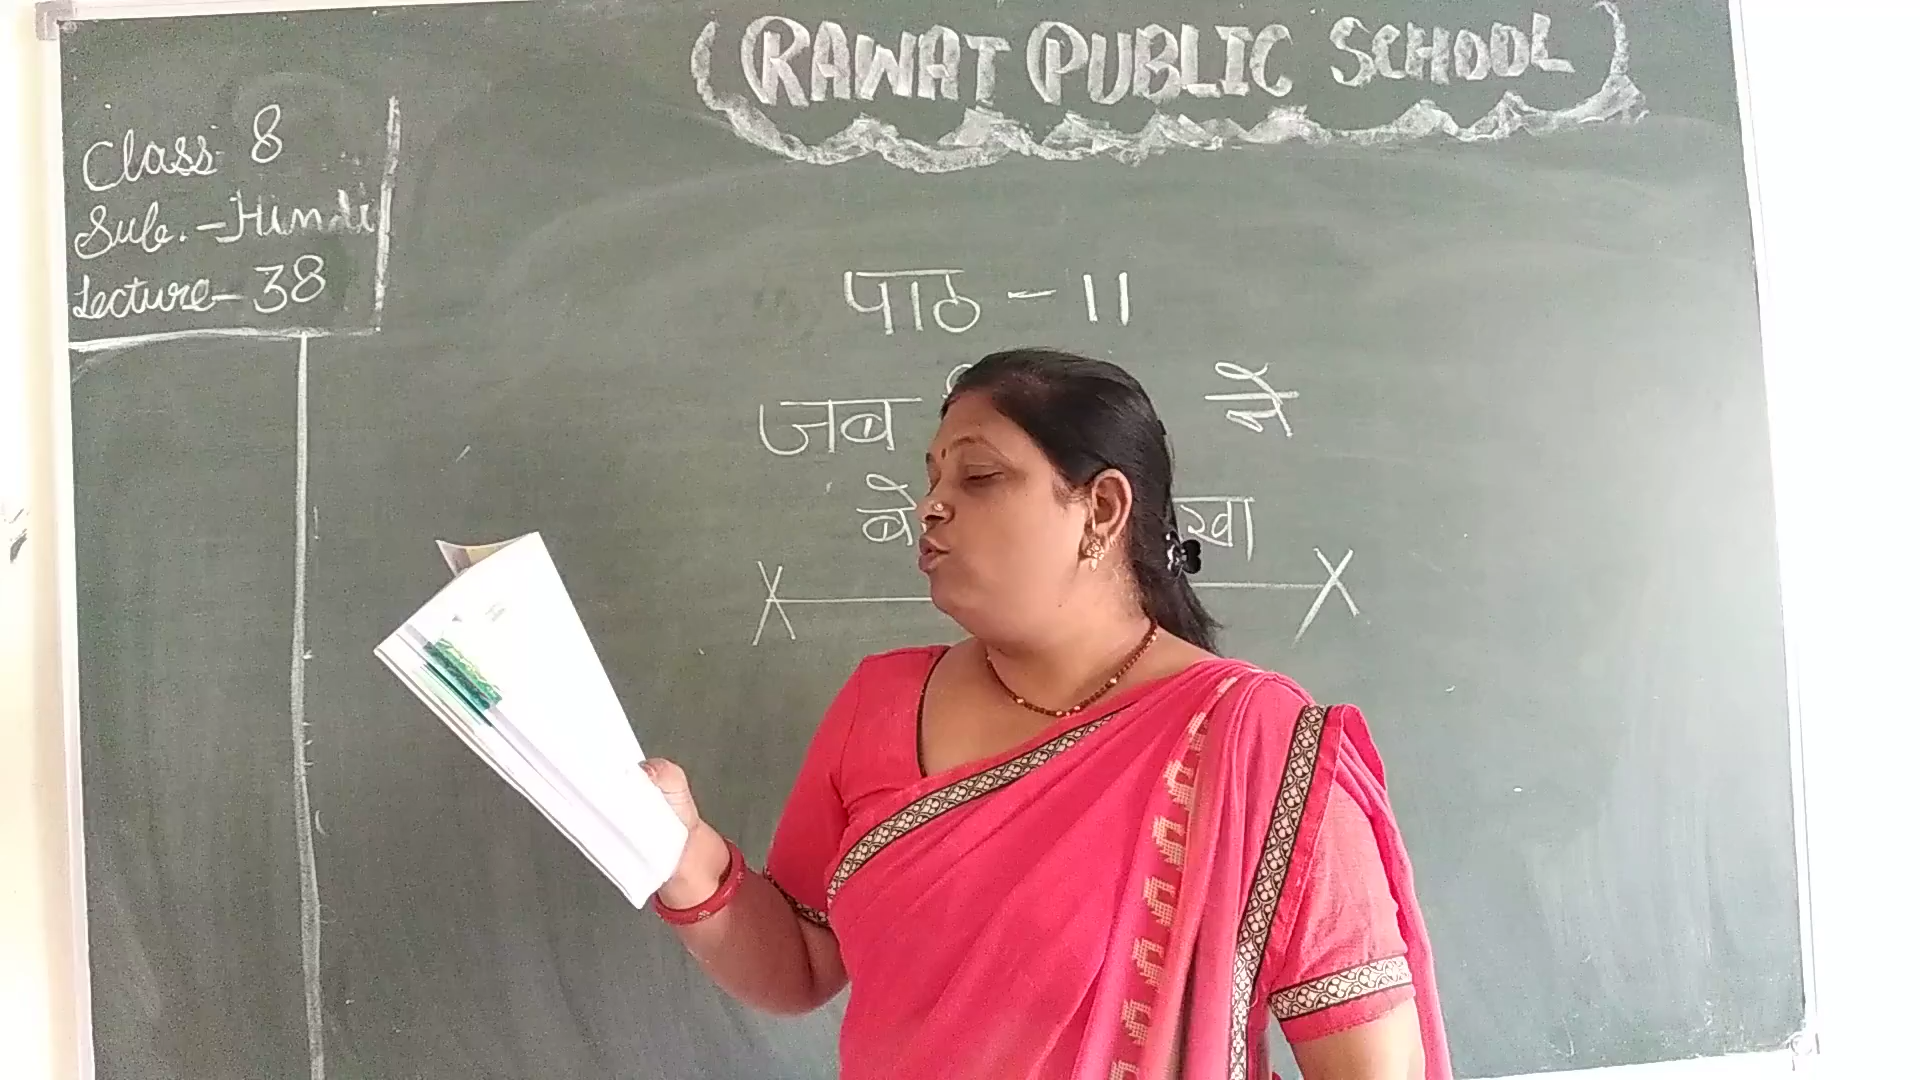 RAWAT PUBLIC SCHOOL
Class 8
Sub. - Hindi
Lecture - 38
पाठ - 11
जब ने